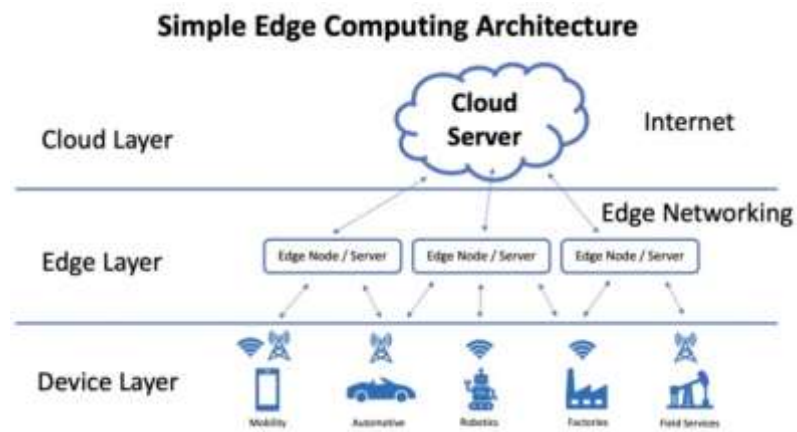 Simple Edge Computing Architecture
Cloud
Server
Internet
Cloud Layer
Edge Networking
Edge Node / Server
Edge Node / Server
Edge Node / Server
Edge Layer
Device Layer
Mobility
Automative
Robotics
Factories
Field Services